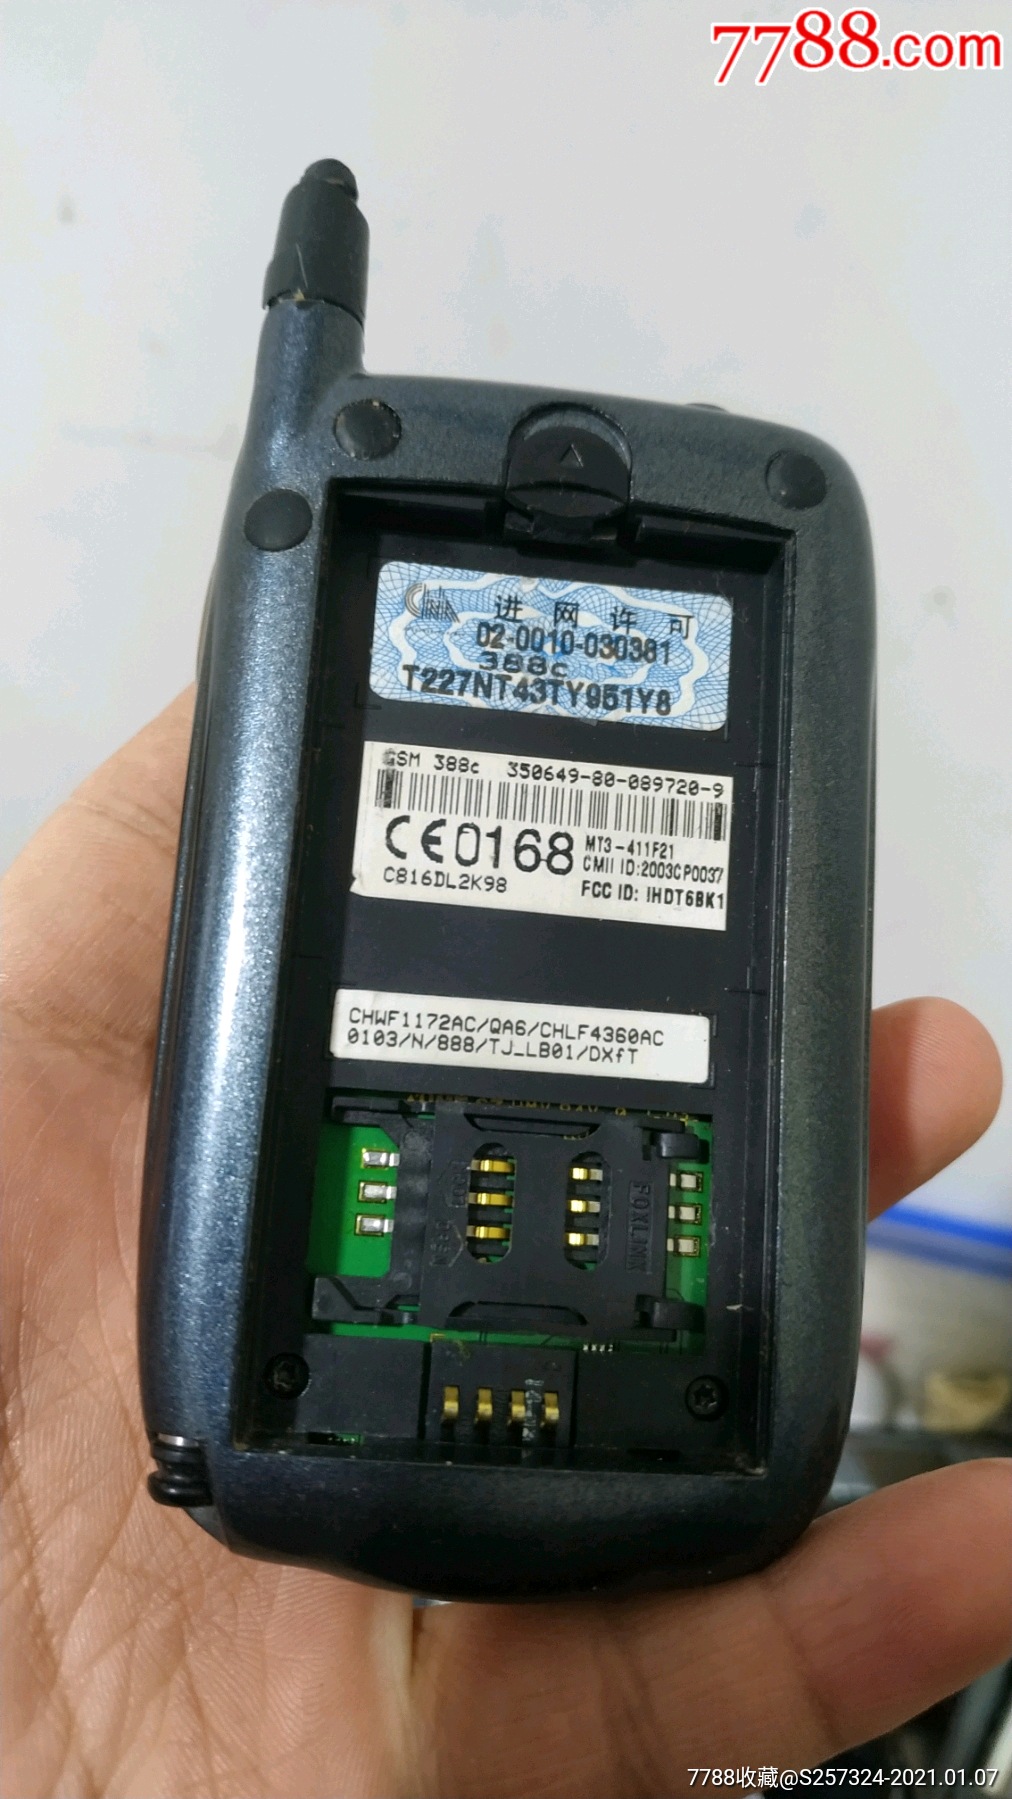 7788.com
CNA 进网许可
02-0010-030381
388c
T227NT43TY951Y8
GSM 388c 350649-80-089720-9
CE0168
MT3-411F21
CMII ID:2003CP0037
C816DL2K98
FCC ID: IHDT6BK1
CHWF1172AC/QA6/CHLF4360AC
0103/N/888/TJ_LB01/DXfT
7788收藏@S257324-2021.01.07